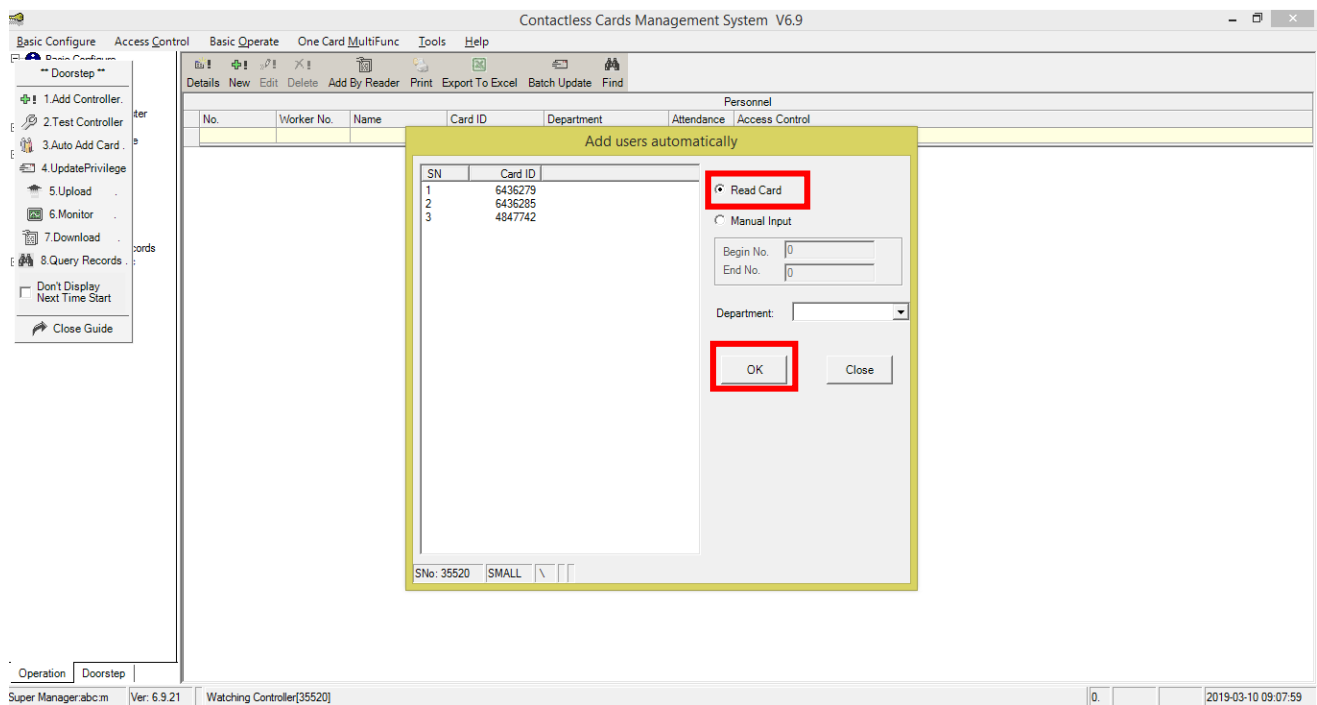 Contactless Cards Management System V6.9
Basic Configure Access Control Basic Operate One Card MultiFunc Tools Help
Basic Configure
** Doorstep **
1.Add Controller.
2.Test Controller
3.Auto Add Card .
4.UpdatePrivilege
5.Upload .
6.Monitor .
7.Download .
8.Query Records .
Don't Display
Next Time Start
Close Guide
Details New Edit Delete Add By Reader Print Export To Excel Batch Update Find
Personnel
No. Worker No. Name Card ID Department Attendance Access Control
Add users automatically
SN Card ID
1 6436279
2 6436285
3 4847742
Read Card
Manual Input
Begin No. 0
End No. 0
Department:
OK Close
SNo: 35520 SMALL \
Operation Doorstep
Super Manager:abc:m Ver: 6.9.21 Watching Controller[35520] 0. 2019-03-10 09:07:59